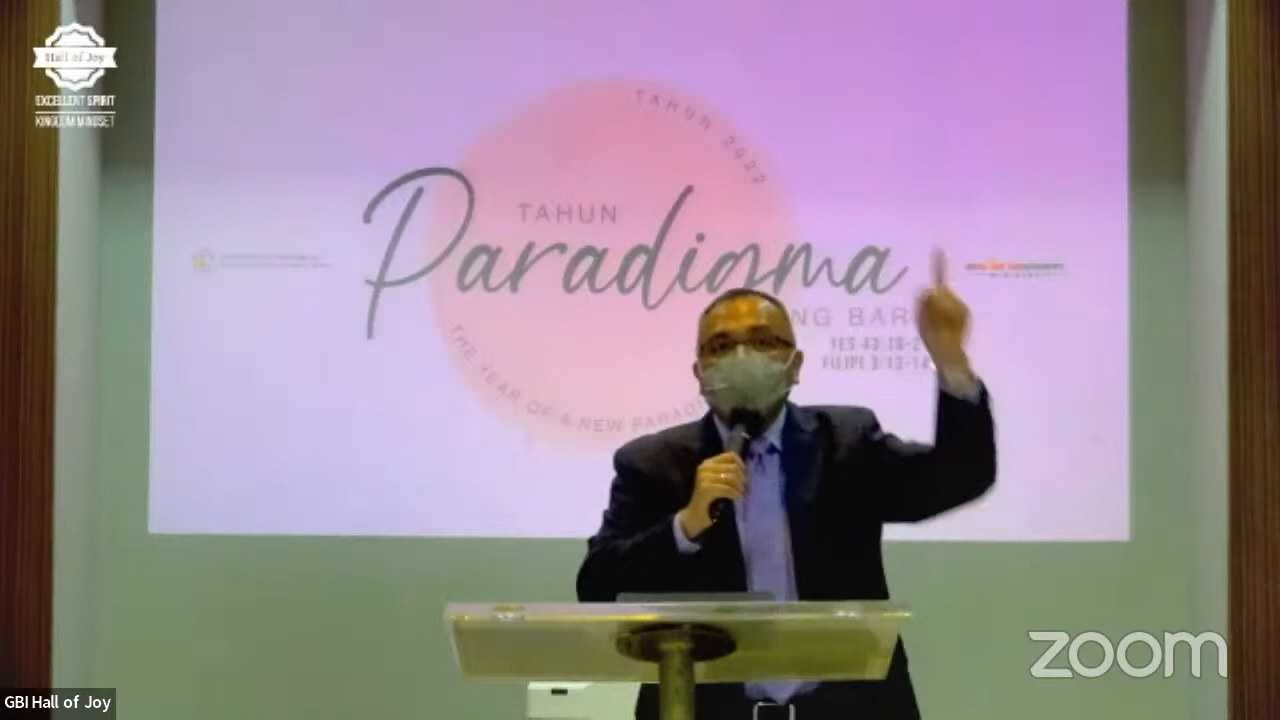 Hall of Joy
EXCELLENT SPIRIT
KINGDOM MINDSET
TAHUN 2022
TAHUN
Paradigma
NG BAR
YES 43:18-2
FILIPI 3:13-14
THE YEAR OF A NEW PARADI
zoom
GBI Hall of Joy